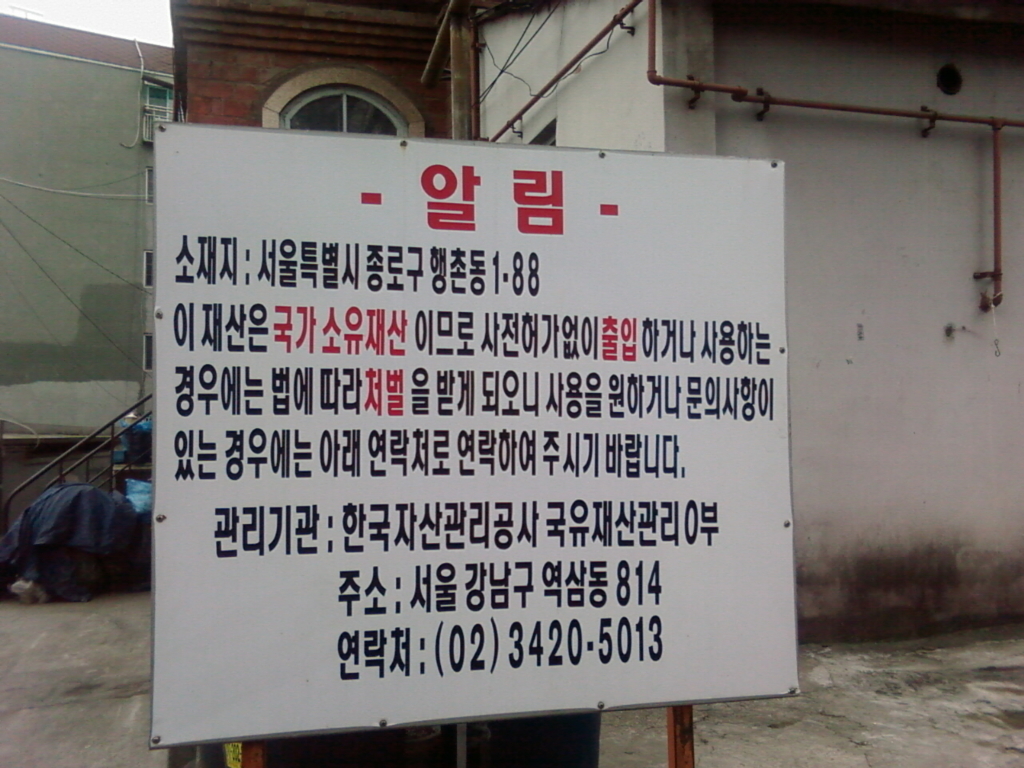 - 알 림 -
소재지 : 서울특별시 종로구 행촌동 1-88
이 재산은 국가 소유재산 이므로 사전허가없이 출입 하거나 사용하는
경우에는 법에 따라 처벌 을 받게 되오니 사용을 원하거나 문의사항이
있는 경우에는 아래 연락처로 연락하여 주시기 바랍니다.
관리기관 : 한국자산관리공사 국유재산관리0부
주소 : 서울 강남구 역삼동 814
연락처 : (02) 3420-5013